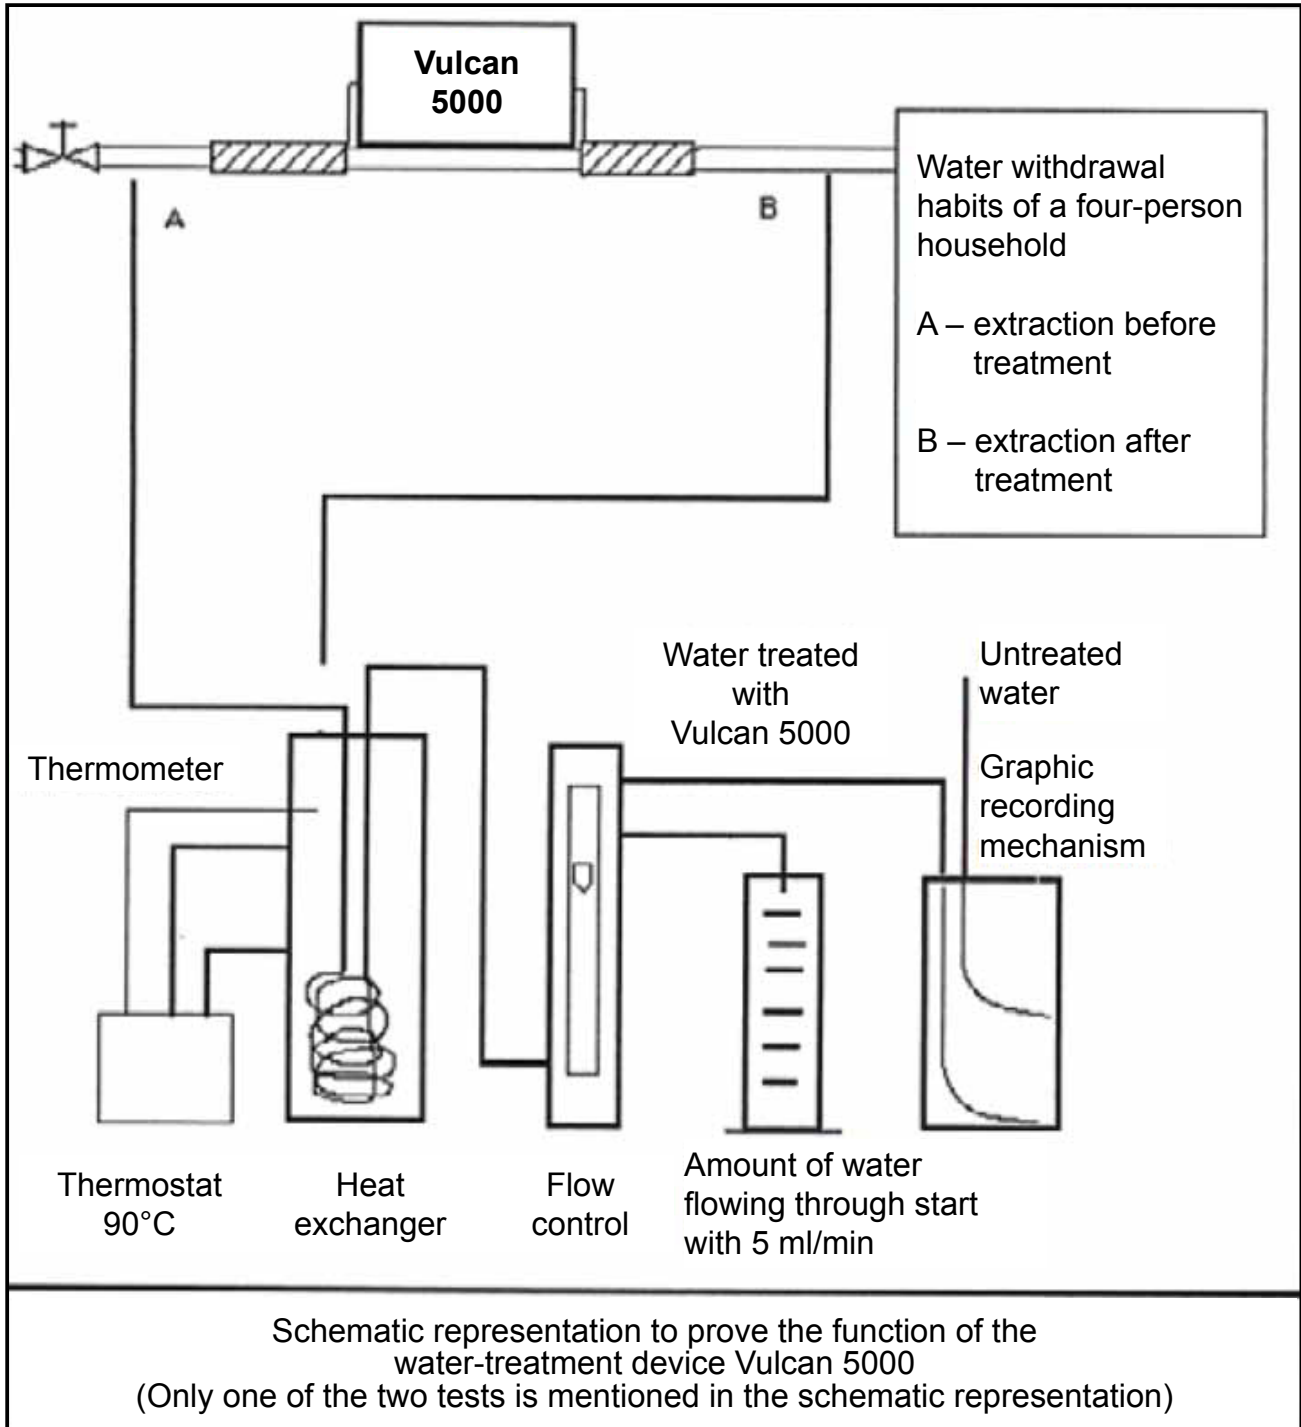 Vulcan
5000
A
B
Water withdrawal
habits of a four-person
household
A – extraction before
treatment
B – extraction after
treatment
Water treated
with
Vulcan 5000
Untreated
water
Thermometer
Graphic
recording
mechanism
Thermostat
90°C
Heat
exchanger
Flow
control
Amount of water
flowing through start
with 5 ml/min
Schematic representation to prove the function of the
water-treatment device Vulcan 5000
(Only one of the two tests is mentioned in the schematic representation)